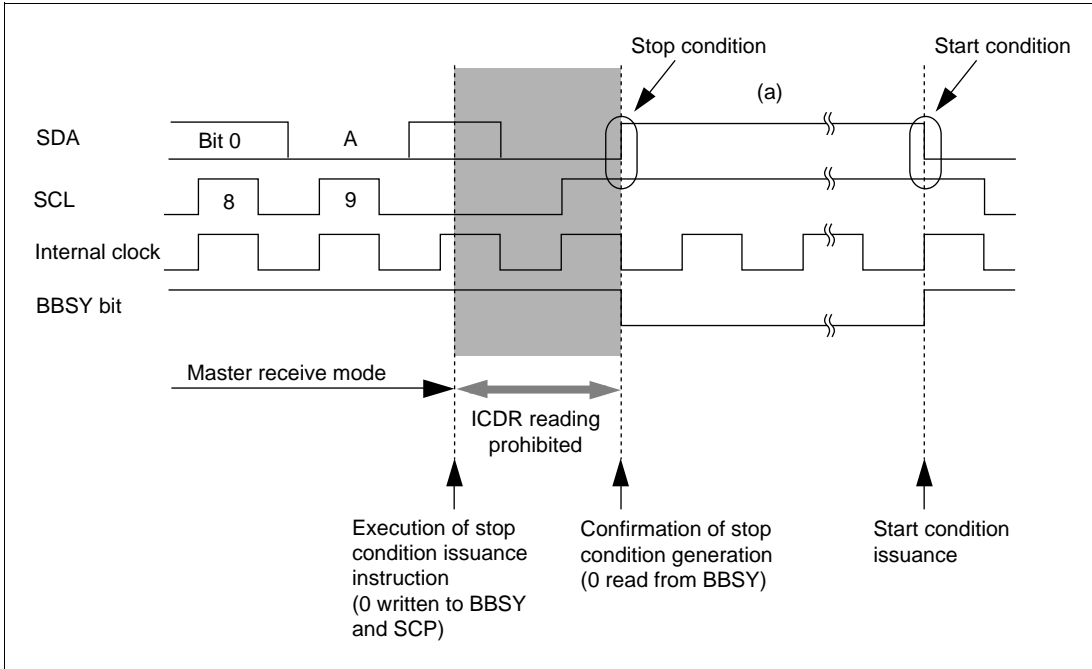 Stop condition
Start condition
(a)
SDA
Bit 0
A
SCL
8
9
Internal clock
BBSY bit
Master receive mode
ICDR reading
prohibited
Execution of stop
condition issuance
instruction
(0 written to BBSY
and SCP)
Confirmation of stop
condition generation
(0 read from BBSY)
Start condition
issuance